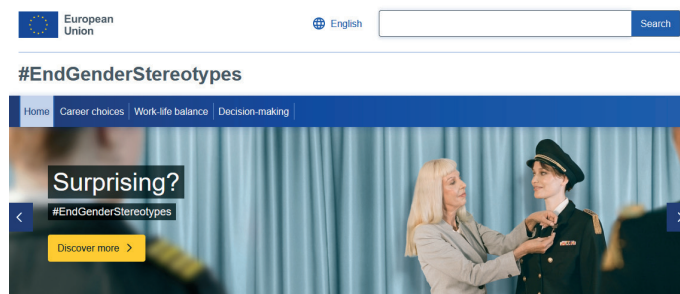 European
Union
English
Search
#EndGenderStereotypes
Home
Career choices
Work-life balance
Decision-making
Surprising?
#EndGenderStereotypes
Discover more